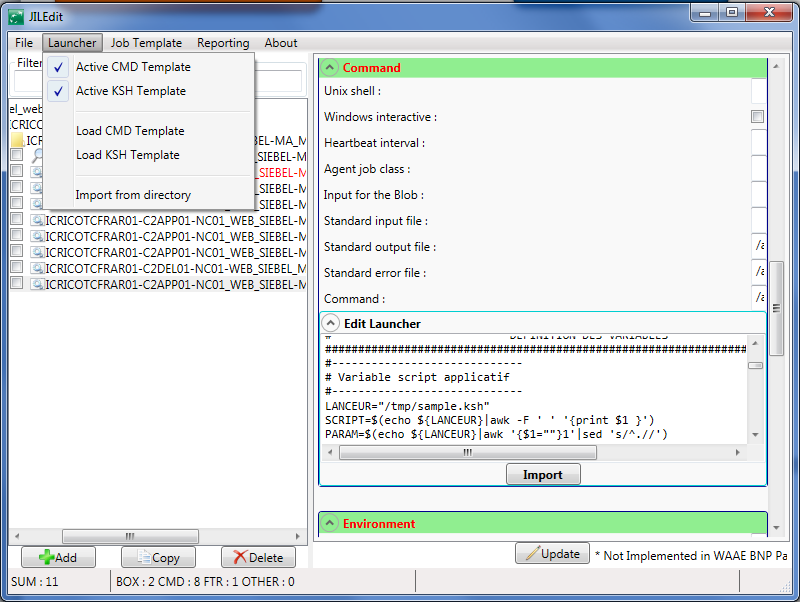 JILEdit
File Launcher Job Template Reporting About
Filter
Active CMD Template
Active KSH Template
Load CMD Template
Load KSH Template
Import from directory
el_web
ICRICO
ICRI
BEL-MA_M
SIEBEL-M
SIEBEL-M
SIEBEL-M
SIEBEL-M
ICRICOTCFRAR01-C2APP01-NC01_WEB_SIEBEL-M
ICRICOTCFRAR01-C2APP01-NC01_WEB_SIEBEL-M
ICRICOTCFRAR01-C2APP01-NC01_WEB_SIEBEL-M
ICRICOTCFRAR01-C2DEL01-NC01-WEB_SIEBEL_M
ICRICOTCFRAR01-C2APP01-NC01_WEB_SIEBEL-M
Add Copy Delete
Command
Unix shell :
Windows interactive :
Heartbeat interval :
Agent job class :
Input for the Blob :
Standard input file :
Standard output file : /a
Standard error file : /a
Command : /a
Edit Launcher
# DEFINITION DES VARIABLES
################################################################
#-----------------------------
# Variable script applicatif
#-----------------------------
LANCEUR="/tmp/sample.ksh"
SCRIPT=$(echo ${LANCEUR}|awk -F ' ' '{print $1 }')
PARAM=$(echo ${LANCEUR}|awk '{$1=""}1'|sed 's/^.//')
Import
Environment
Update * Not Implemented in WAAE BNP Pa
SUM : 11 BOX : 2 CMD : 8 FTR : 1 OTHER : 0